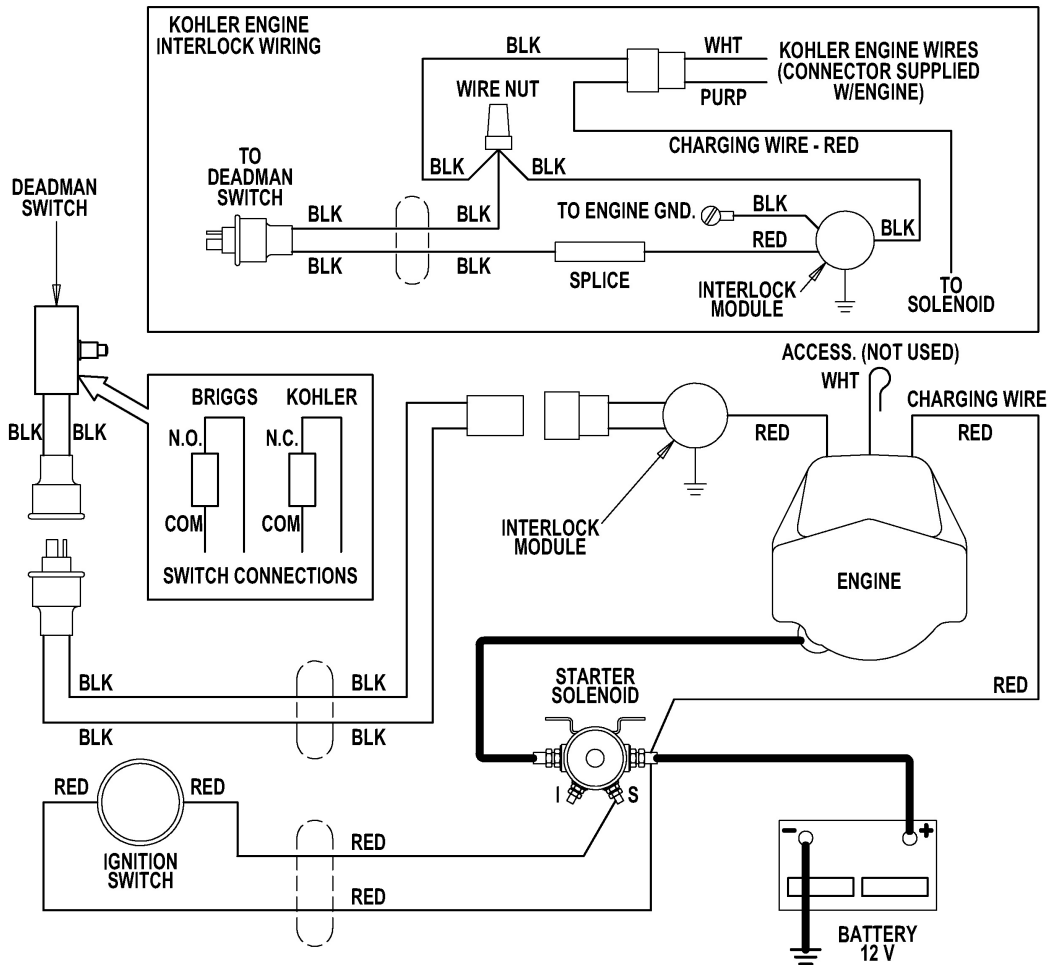 KOHLER ENGINE
INTERLOCK WIRING
BLK
WHT
KOHLER ENGINE WIRES
(CONNECTOR SUPPLIED
W/ENGINE)
PURP
WIRE NUT
CHARGING WIRE - RED
BLK
BLK
TO
DEADMAN
SWITCH
BLK
BLK
TO ENGINE GND.
BLK
BLK
RED
BLK
BLK
SPLICE
INTERLOCK
MODULE
TO
SOLENOID
DEADMAN
SWITCH
BLK
BLK
BRIGGS
KOHLER
N.O.
N.C.
COM
COM
SWITCH CONNECTIONS
ACCESS. (NOT USED)
WHT
CHARGING WIRE
RED
RED
INTERLOCK
MODULE
ENGINE
BLK
BLK
BLK
BLK
STARTER
SOLENOID
RED
I
S
RED
RED
IGNITION
SWITCH
RED
RED
-
+
BATTERY
12 V